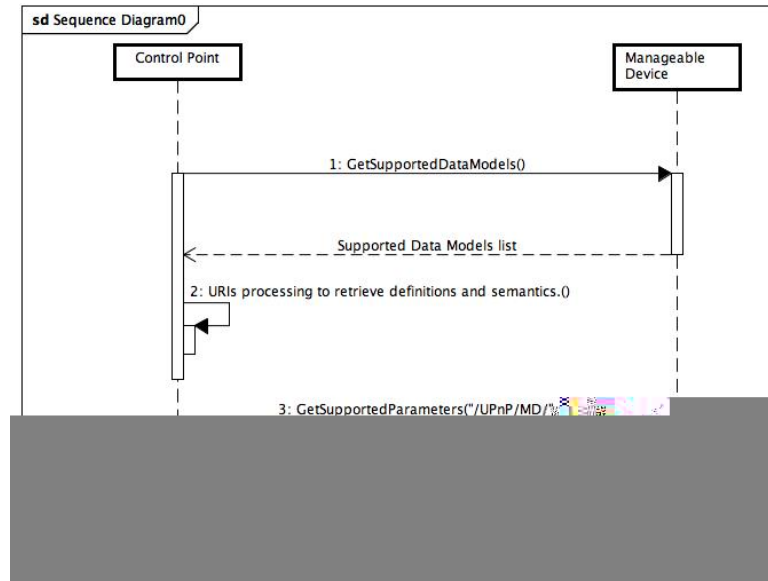 sd Sequence Diagram0
Control Point
Manageable
Device
1: GetSupportedDataModels()
Supported Data Models list
2: URIs processing to retrieve definitions and semantics.()
3: GetSupportedParameters("/UPnP/MD/"